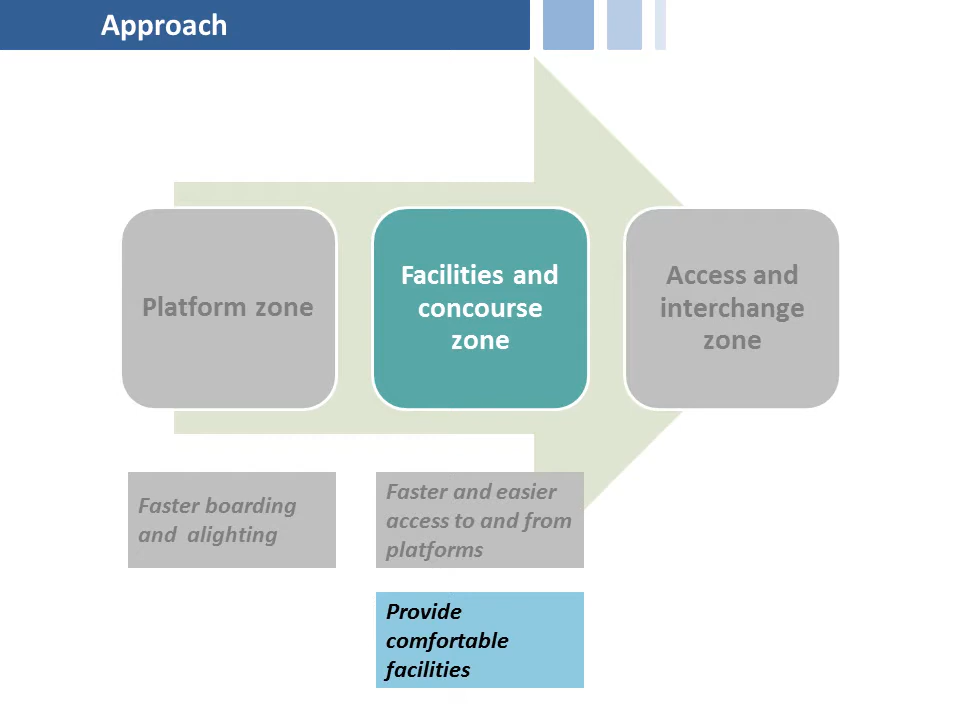 Approach
Platform zone
Facilities and
concourse
zone
Access and
interchange
zone
Faster boarding
and alighting
Faster and easier
access to and from
platforms
Provide
comfortable
facilities